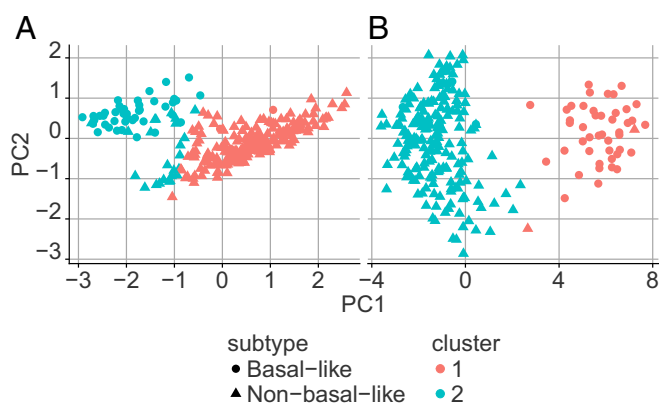 A
B
2
1
0
−1
−2
−3
PC2
−3 −2 −1 0 1 2
−4 0 4 8
PC1
subtype
Basal−like
Non−basal−like
cluster
1
2